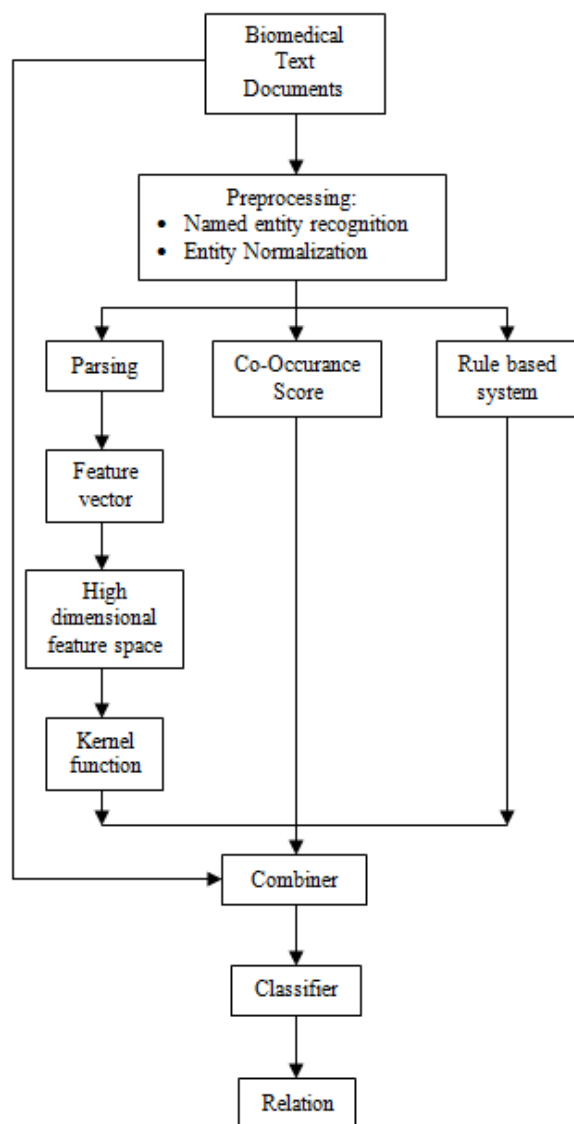 Biomedical
Text
Documents
Preprocessing:
• Named entity recognition
• Entity Normalization
Parsing
Co-Occurance
Score
Rule based
system
Feature
vector
High
dimensional
feature space
Kernel
function
Combiner
Classifier
Relation